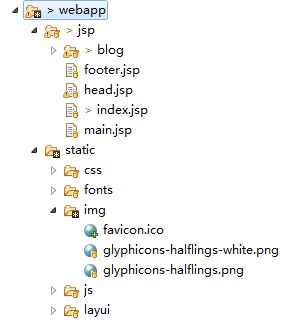 > webapp
> jsp
> blog
footer.jsp
head.jsp
> index.jsp
main.jsp
static
css
fonts
img
favicon.ico
glyphicons-halflings-white.png
glyphicons-halflings.png
js
layui